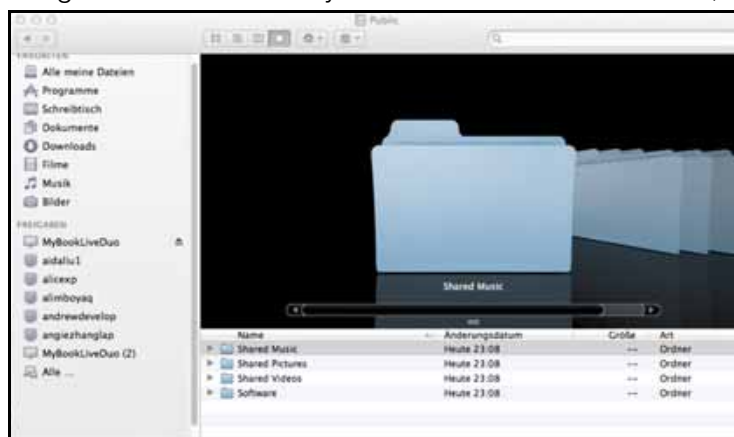 Public
FAVORITEN
Alle meine Dateien
Programme
Schreibtisch
Dokumente
Downloads
Filme
Musik
Bilder
FREIGABEN
MyBookLiveDuo
aidaliu1
alicexp
alimboyaq
andrewdevelop
angiezhanglap
MyBookLiveDuo (2)
Alle ...
Shared Music
Name Änderungsdatum Größe Art
Shared Music Heute 23:08 -- Ordner
Shared Pictures Heute 23:08 -- Ordner
Shared Videos Heute 23:08 -- Ordner
Software Heute 23:08 -- Ordner